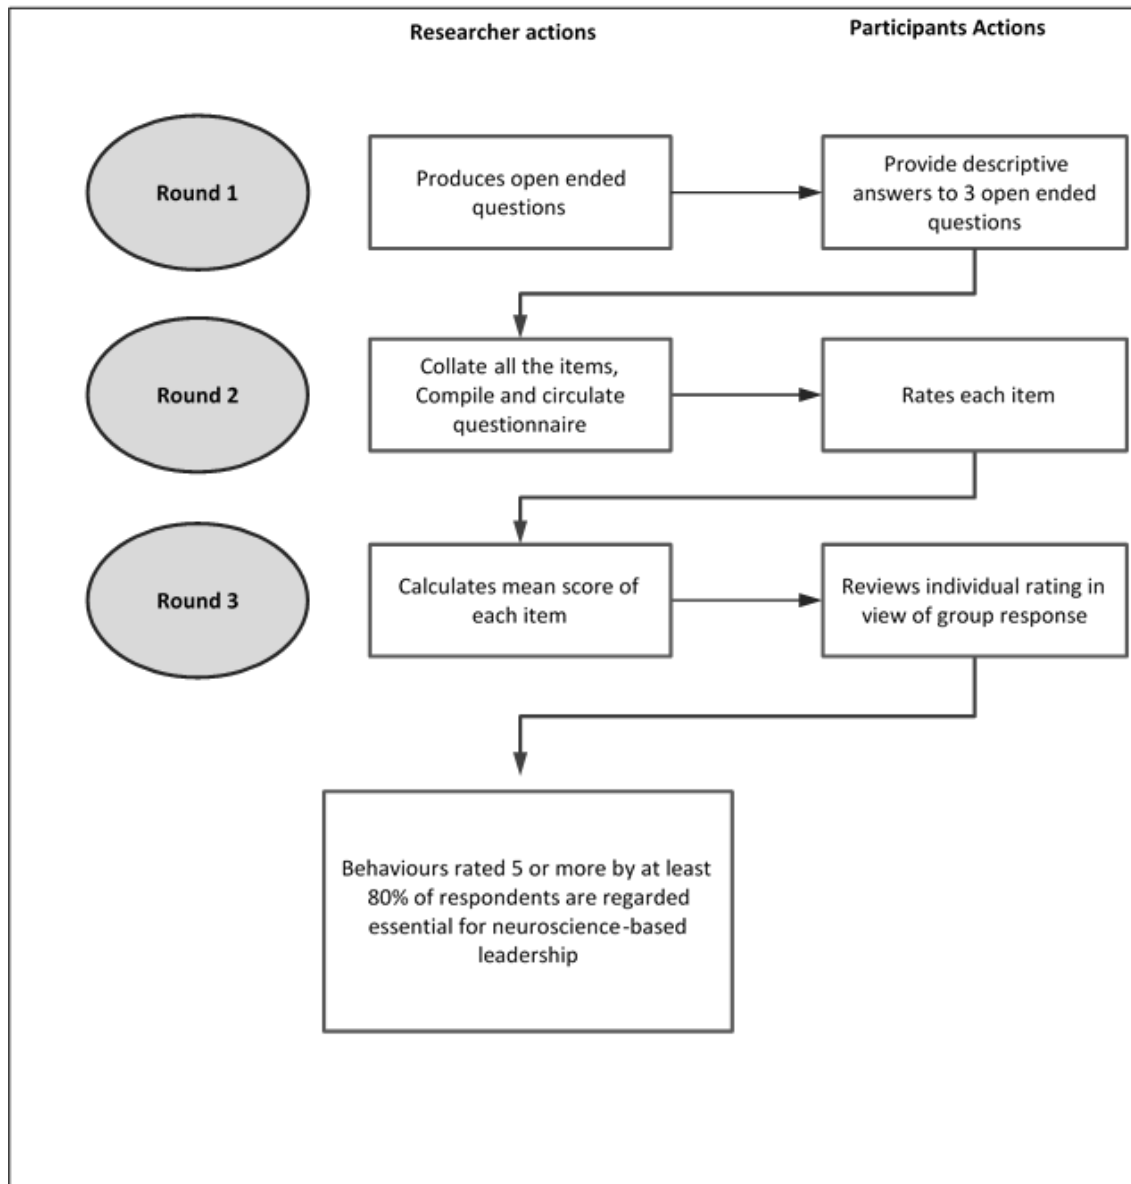 Researcher actions
Participants Actions
Round 1
Produces open ended
questions
Provide descriptive
answers to 3 open ended
questions
Round 2
Collate all the items,
Compile and circulate
questionnaire
Rates each item
Round 3
Calculates mean score of
each item
Reviews individual rating in
view of group response
Behaviours rated 5 or more by at least
80% of respondents are regarded
essential for neuroscience-based
leadership